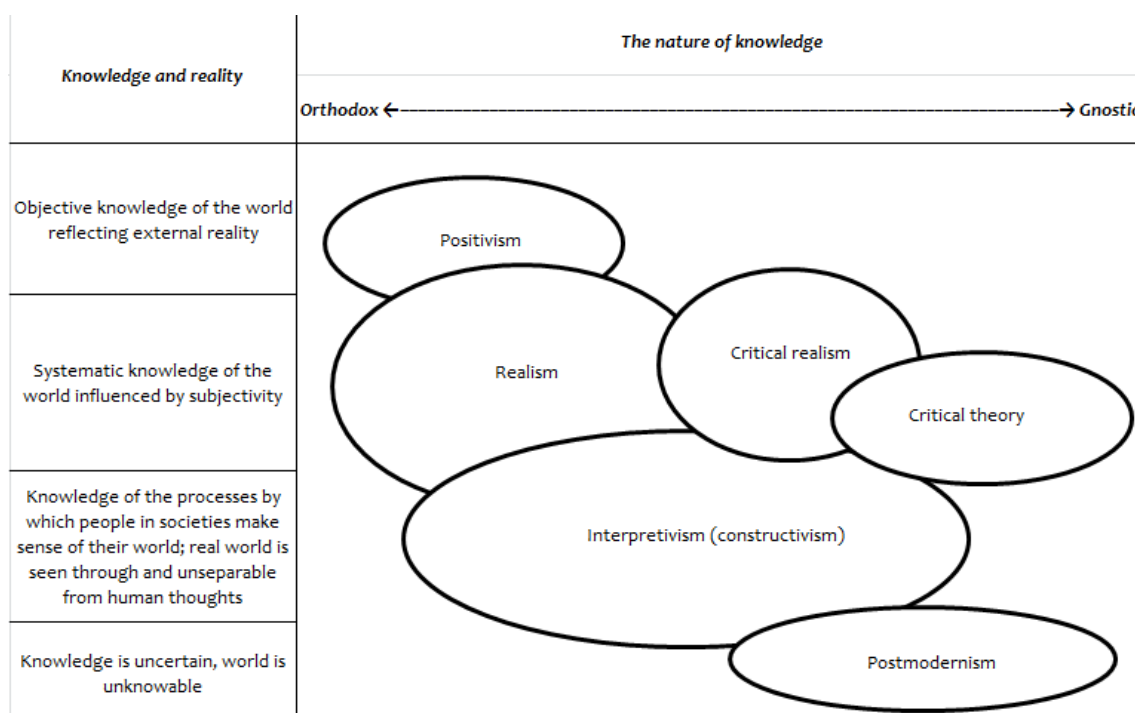 The nature of knowledge
Knowledge and reality
Orthodox ←----------------------------------------------------------------→ Gnostic
Objective knowledge of the world
reflecting external reality
Positivism
Systematic knowledge of the
world influenced by subjectivity
Realism
Critical realism
Critical theory
Knowledge of the processes by
which people in societies make
sense of their world; real world is
seen through and unseparable
from human thoughts
Interpretivism (constructivism)
Knowledge is uncertain, world is
unknowable
Postmodernism